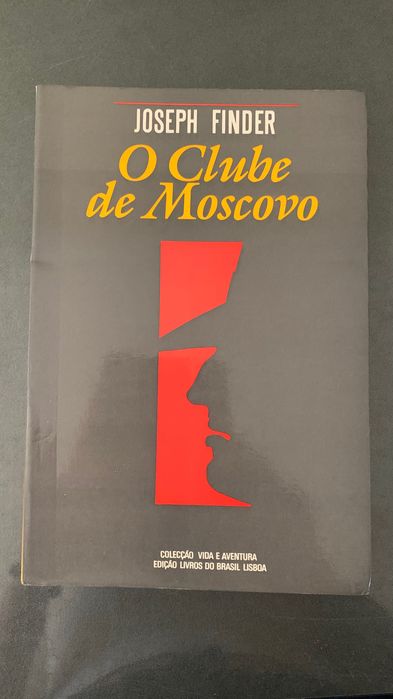 JOSEPH FINDER
O Clube
de Moscovo
COLECÇÃO VIDA E AVENTURA
EDIÇÃO LIVROS DO BRASIL LISBOA